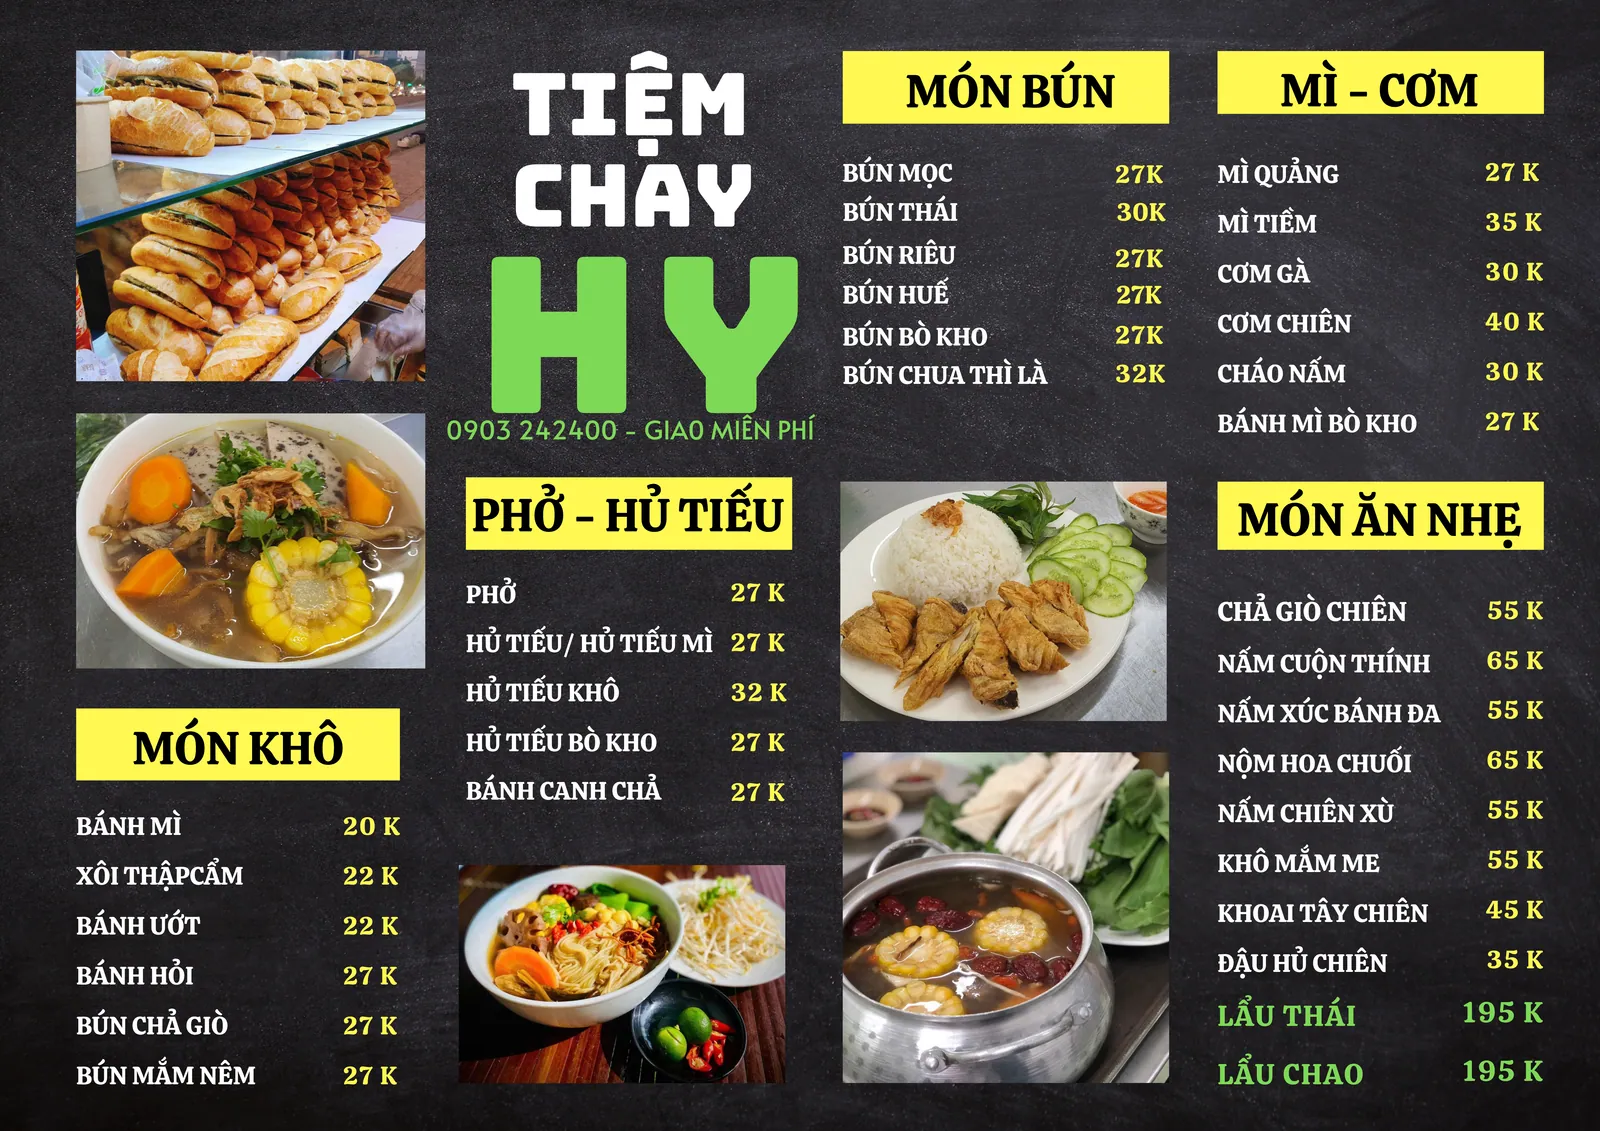 TIỆM
CHAY
HY
0903 242400 - GIAO MIỄN PHÍ
MÓN KHÔ
BÁNH MÌ 20 K
XÔI THẬPCẨM 22 K
BÁNH ƯỚT 22 K
BÁNH HỎI 27 K
BÚN CHẢ GIÒ 27 K
BÚN MẮM NÊM 27 K
PHỞ - HỦ TIẾU
PHỞ 27 K
HỦ TIẾU/ HỦ TIẾU MÌ 27 K
HỦ TIẾU KHÔ 32 K
HỦ TIẾU BÒ KHO 27 K
BÁNH CANH CHẢ 27 K
MÓN BÚN
BÚN MỌC 27K
BÚN THÁI 30K
BÚN RIÊU 27K
BÚN HUẾ 27K
BÚN BÒ KHO 27K
BÚN CHUA THÌ LÀ 32K
MÌ - CƠM
MÌ QUẢNG 27 K
MÌ TIỀM 35 K
CƠM GÀ 30 K
CƠM CHIÊN 40 K
CHÁO NẤM 30 K
BÁNH MÌ BÒ KHO 27 K
MÓN ĂN NHẸ
CHẢ GIÒ CHIÊN 55 K
NẤM CUỘN THÍNH 65 K
NẤM XÚC BÁNH ĐA 55 K
NỘM HOA CHUỐI 65 K
NẤM CHIÊN XÙ 55 K
KHÔ MẮM ME 55 K
KHOAI TÂY CHIÊN 45 K
ĐẬU HỦ CHIÊN 35 K
LẨU THÁI 195 K
LẨU CHAO 195 K